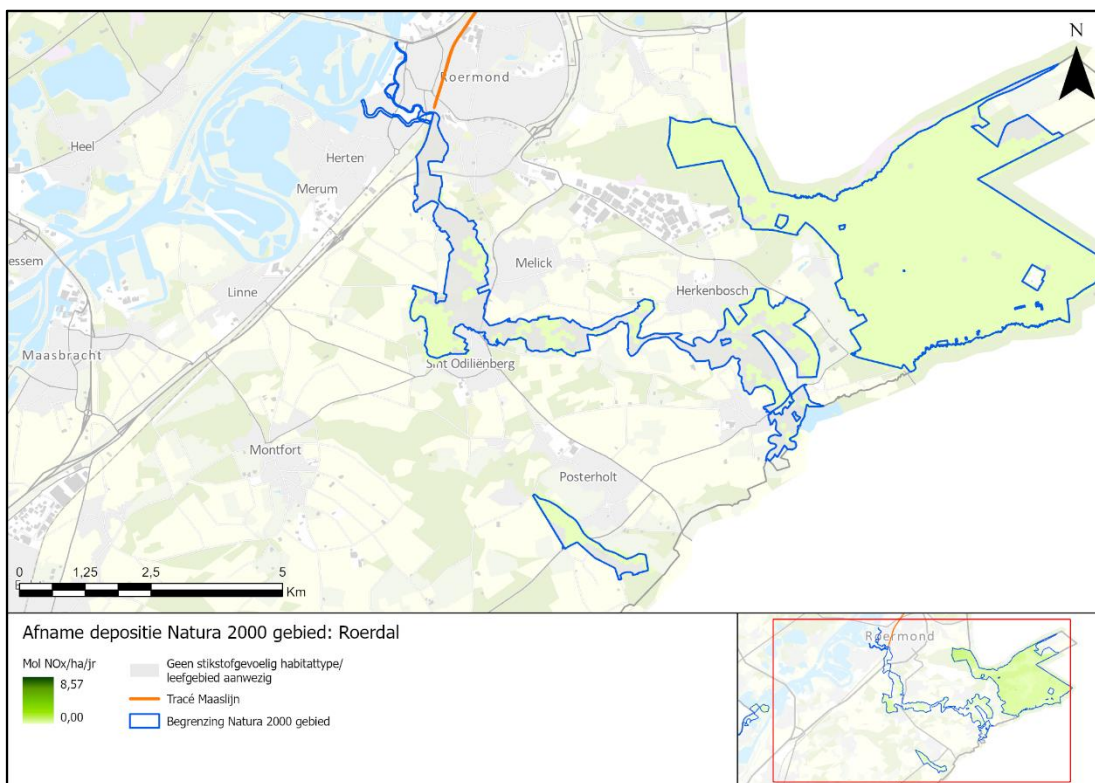 N
Roermond
Heel
Herten
Merum
essem
Melick
Linne
Herkenbosch
Maasbracht
Sint Odiliënberg
Montfort
Posterholt
0 1,25 2,5 5
Km
Afname depositie Natura 2000 gebied: Roerdal
Mol NOx/ha/jr
8,57
0,00
Geen stikstofgevoelig habitattype/
leefgebied aanwezig
Tracé Maaslijn
Begrenzing Natura 2000 gebied
Roermond